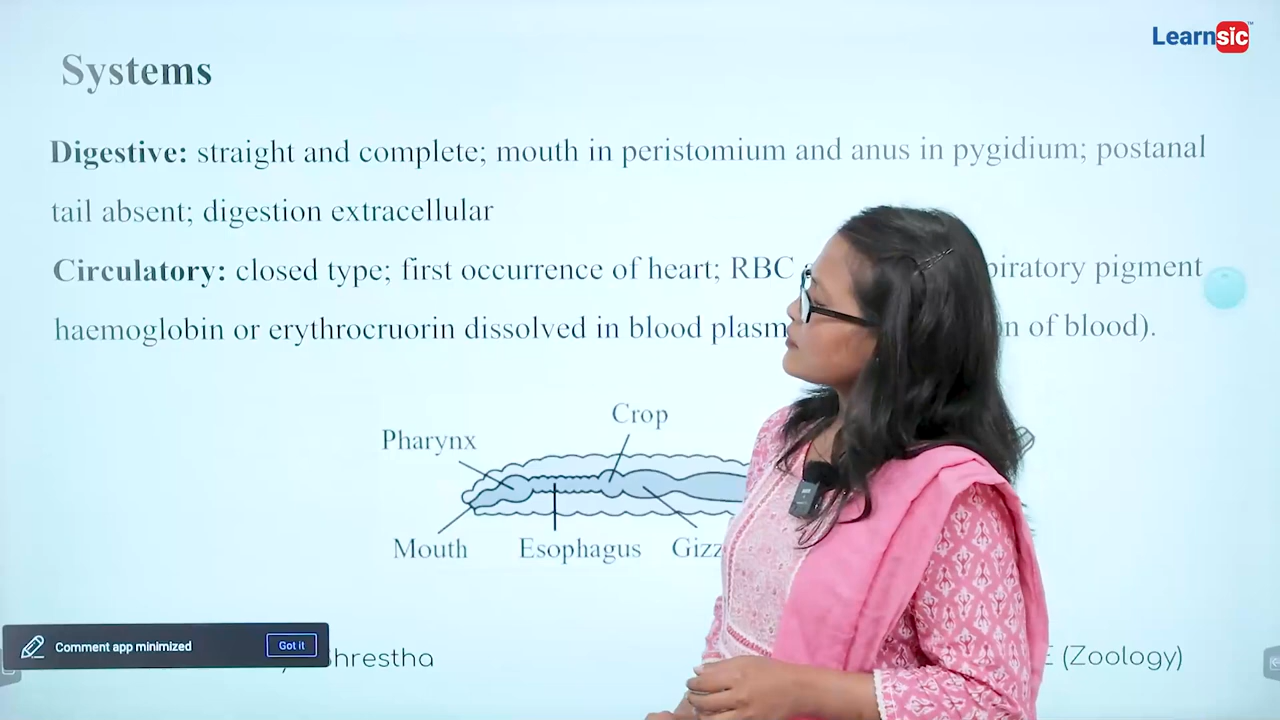 Learnsic
Systems
Digestive: straight and complete; mouth in peristomium and anus in pygidium; postanal
tail absent; digestion extracellular
Circulatory: closed type; first occurrence of heart; RBC piratory pigment
haemoglobin or erythrocruorin dissolved in blood plasm n of blood).
Crop
Pharynx
Mouth Esophagus Gizz
Comment app minimized Got it
hrestha (Zoology)